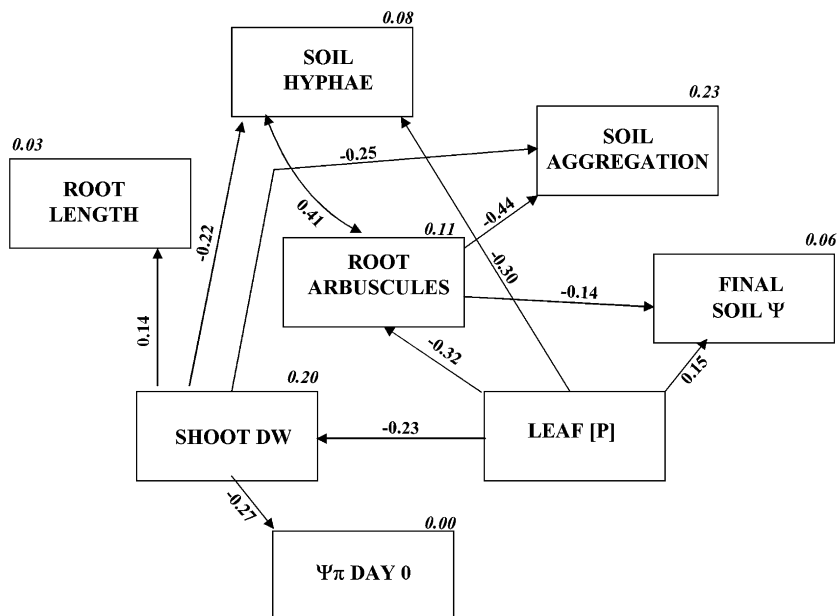 0.08
SOIL
HYPHAE
0.23
SOIL
AGGREGATION
0.03
ROOT
LENGTH
-0.25
-0.22
0.41
-0.44
0.11
ROOT
ARBUSCULES
-0.30
0.06
FINAL
SOIL Ψ
-0.14
0.14
-0.32
0.15
0.20
SHOOT DW
-0.23
LEAF [P]
-0.27
0.00
Ψπ DAY 0